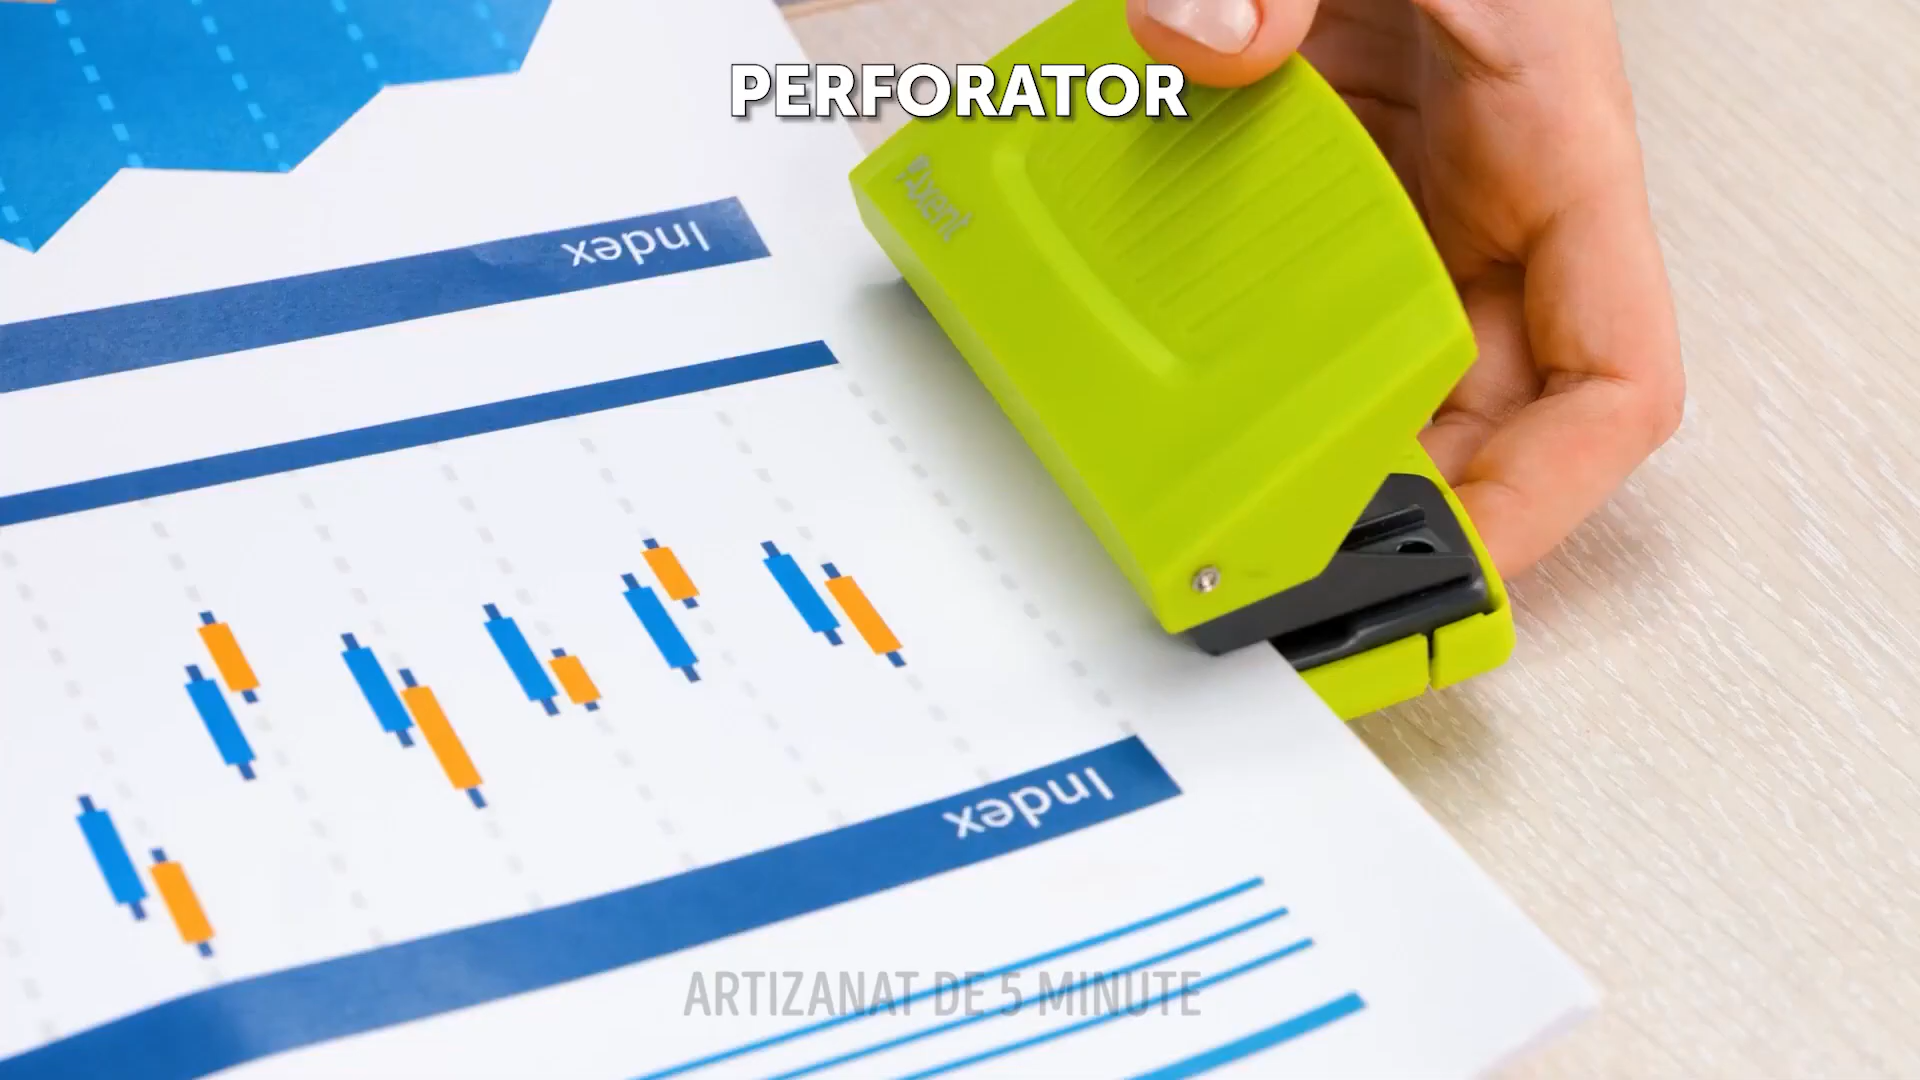 PERFORATOR
Index
Index
ARTIZANAT DE 5 MINUTE